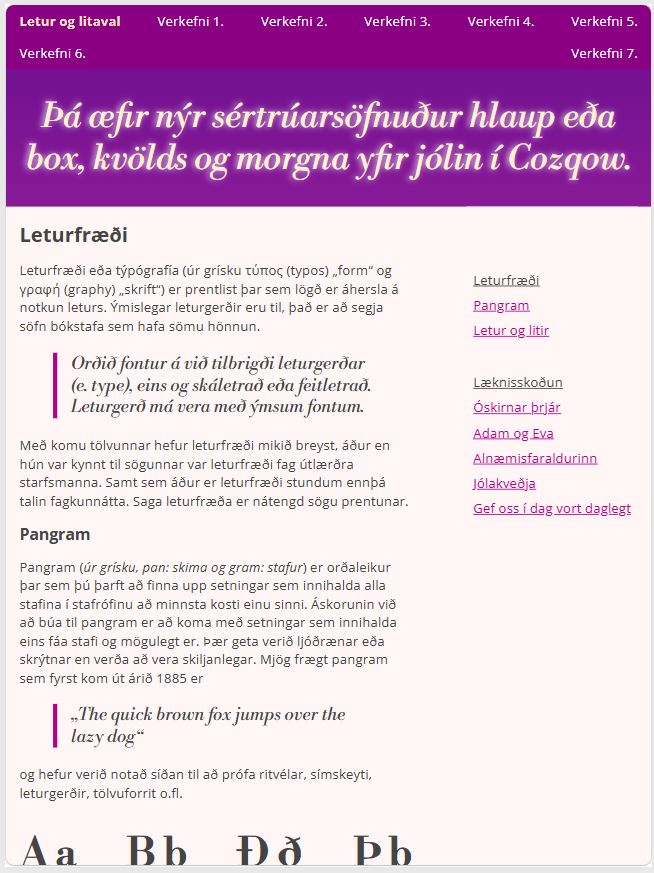 Letur og litaval Verkefni 1. Verkefni 2. Verkefni 3. Verkefni 4. Verkefni 5.
Verkefni 6. Verkefni 7.
Þá æfir nýr sértrúarsöfnuður hlaup eða
box, kvölds og morgna yfir jólin í Cozqow.
Leturfræði
Leturfræði eða týpógrafía (úr grísku τύπος (typos) „form“ og
γραφή (graphy) „skrift“) er prentlist þar sem lögð er áhersla á
notkun leturs. Ýmislegar leturgerðir eru til, það er að segja
söfn bókstafa sem hafa sömu hönnun.
Orðið fontur á við tilbrigði leturgerðar
(e. type), eins og skáletrað eða feitletrað.
Leturgerð má vera með ýmsum fontum.
Með komu tölvunnar hefur leturfræði mikið breyst, áður en
hún var kynnt til sögunnar var leturfræði fag útlærðra
starfsmanna. Samt sem áður er leturfræði stundum ennþá
talin fagkunnátta. Saga leturfræða er nátengd sögu prentunar.
Pangram
Pangram (úr grísku, pan: skima og gram: stafur) er orðaleikur
þar sem þú þarft að finna upp setningar sem innihalda alla
stafina í stafrófinu að minnsta kosti einu sinni. Áskorunin við
að búa til pangram er að koma með setningar sem innihalda
eins fáa stafi og mögulegt er. Þær geta verið ljóðrænar eða
skrýtnar en verða að vera skiljanlegar. Mjög frægt pangram
sem fyrst kom út árið 1885 er
„The quick brown fox jumps over the
lazy dog“
og hefur verið notað síðan til að prófa ritvélar, símskeyti,
leturgerðir, tölvuforrit o.fl.
Aa Bb Ðð Þþ
Leturfræði
Pangram
Letur og litir
Læknisskoðun
Óskirnar þrjár
Adam og Eva
Alnæmisfaraldurinn
Jólakveðja
Gef oss í dag vort daglegt